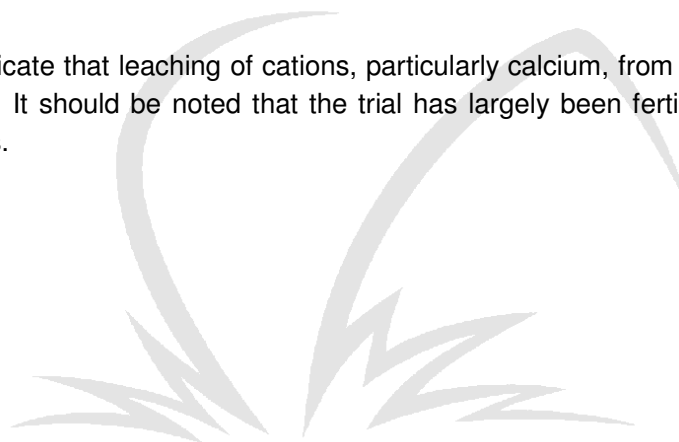 icate that leaching of cations, particularly calcium, from
It should be noted that the trial has largely been ferti
.